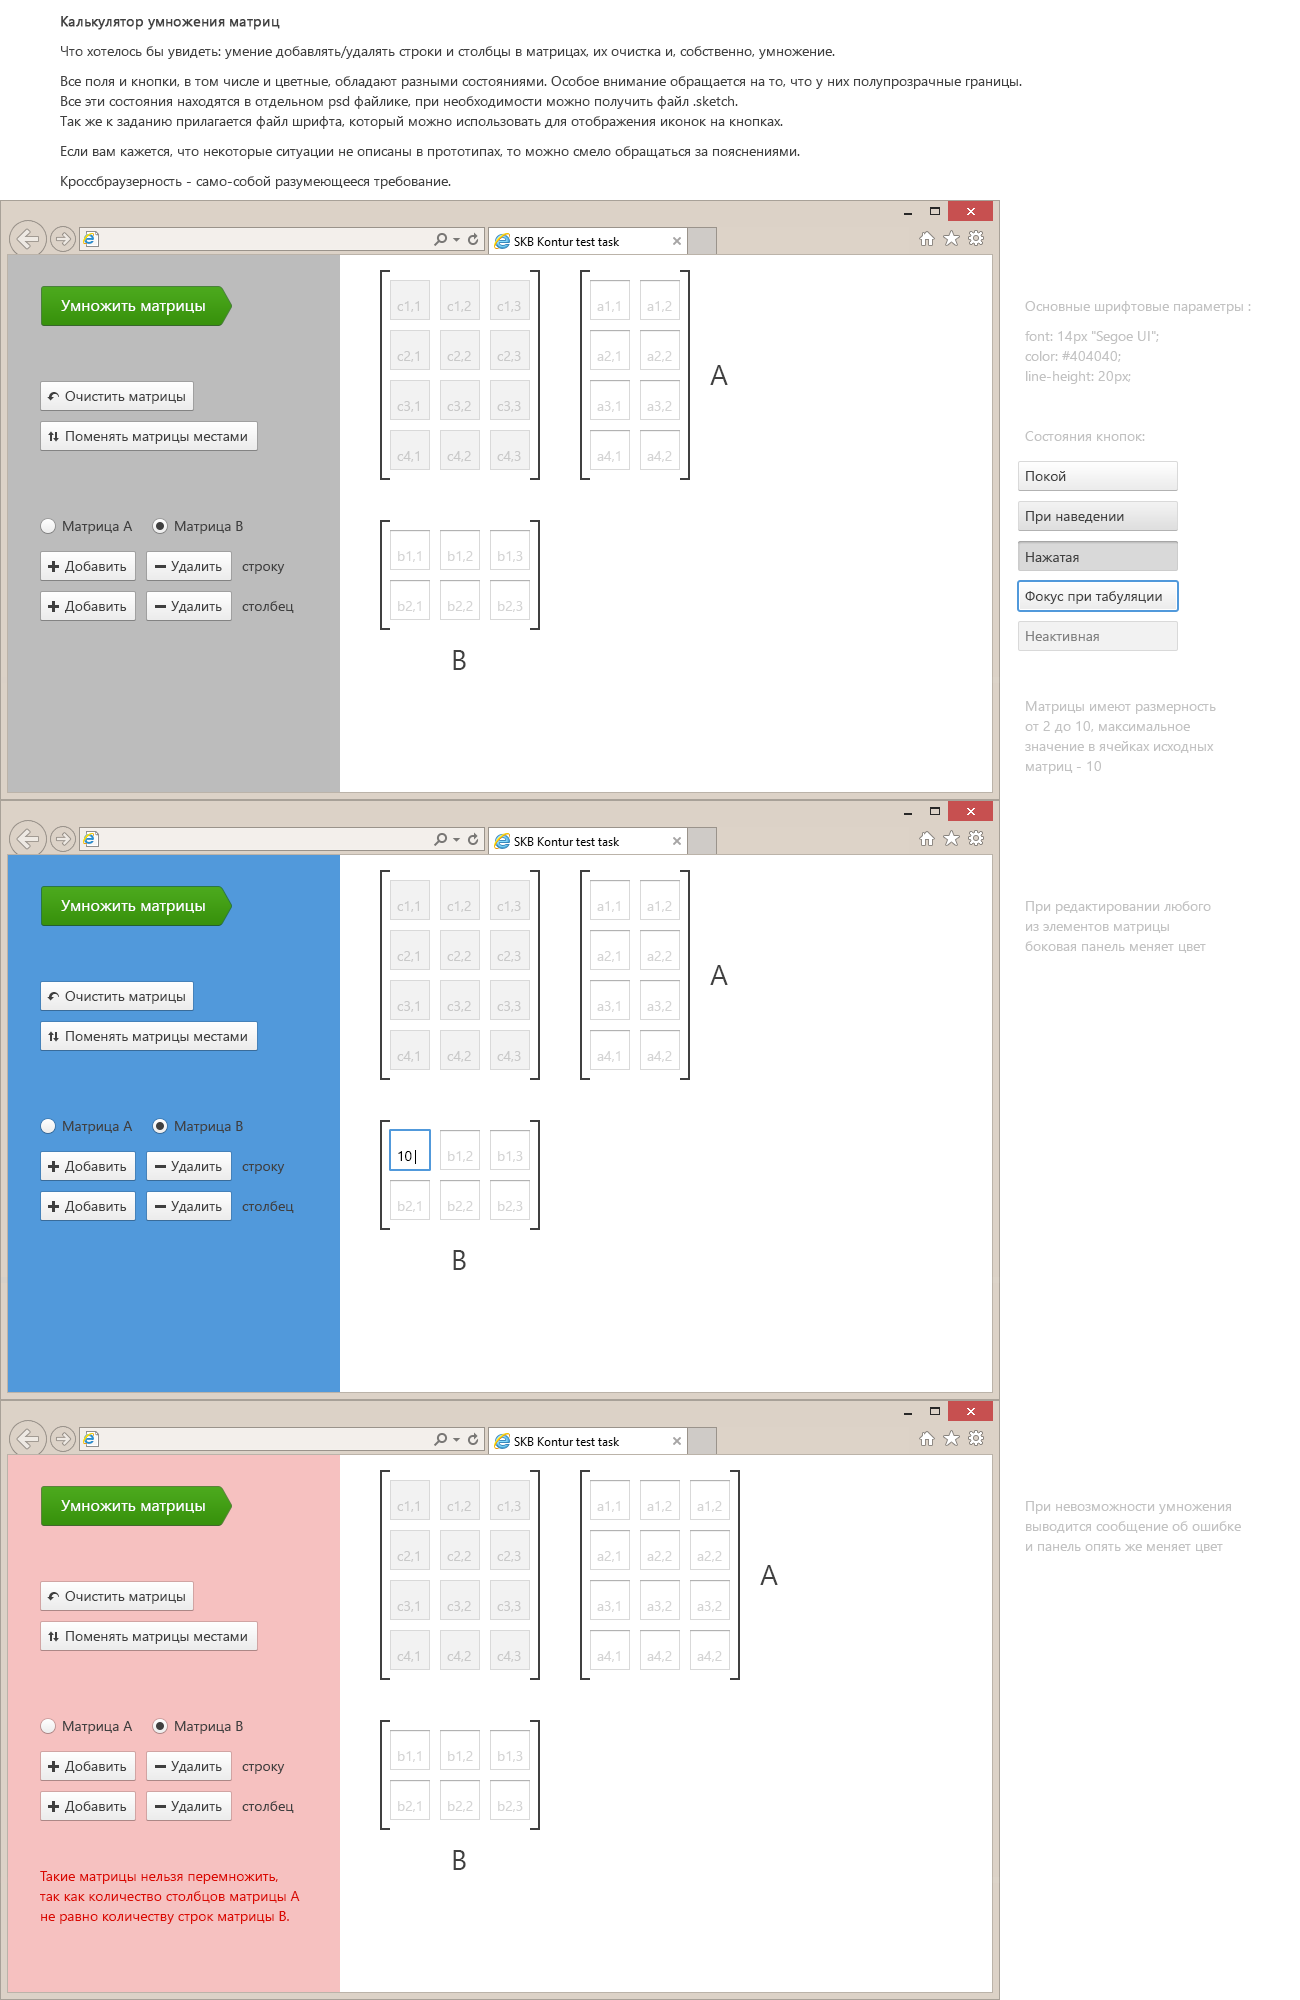 Калькулятор умножения матриц
Что хотелось бы увидеть: умение добавлять/удалять строки и столбцы в матрицах, их очистка и, собственно, умножение.
Все поля и кнопки, в том числе и цветные, обладают разными состояниями. Особое внимание обращается на то, что у них полупрозрачные границы.
Все эти состояния находятся в отдельном psd файлике, при необходимости можно получить файл .sketch.
Так же к заданию прилагается файл шрифта, который можно использовать для отображения иконок на кнопках.
Если вам кажется, что некоторые ситуации не описаны в прототипах, то можно смело обращаться за пояснениями.
Кроссбраузерность - само-собой разумеющееся требование.
SKB Kontur test task
Умножить матрицы
Очистить матрицы
Поменять матрицы местами
Матрица A Матрица B
Добавить Удалить строку
Добавить Удалить столбец
c1,1 c1,2 c1,3 a1,1 a1,2
c2,1 c2,2 c2,3 a2,1 a2,2
c3,1 c3,2 c3,3 a3,1 a3,2
c4,1 c4,2 c4,3 a4,1 a4,2
A
b1,1 b1,2 b1,3
b2,1 b2,2 b2,3
B
Основные шрифтовые параметры :
font: 14px "Segoe UI";
color: #404040;
line-height: 20px;
Состояния кнопок:
Покой
При наведении
Нажатая
Фокус при табуляции
Неактивная
Матрицы имеют размерность
от 2 до 10, максимальное
значение в ячейках исходных
матриц - 10
SKB Kontur test task
Умножить матрицы
Очистить матрицы
Поменять матрицы местами
Матрица A Матрица B
Добавить Удалить строку
Добавить Удалить столбец
c1,1 c1,2 c1,3 a1,1 a1,2
c2,1 c2,2 c2,3 a2,1 a2,2
c3,1 c3,2 c3,3 a3,1 a3,2
c4,1 c4,2 c4,3 a4,1 a4,2
A
10 b1,2 b1,3
b2,1 b2,2 b2,3
B
При редактировании любого
из элементов матрицы
боковая панель меняет цвет
SKB Kontur test task
Умножить матрицы
Очистить матрицы
Поменять матрицы местами
Матрица A Матрица B
Добавить Удалить строку
Добавить Удалить столбец
Такие матрицы нельзя перемножить,
так как количество столбцов матрицы A
не равно количеству строк матрицы B.
c1,1 c1,2 c1,3 a1,1 a1,2 a1,2
c2,1 c2,2 c2,3 a2,1 a2,2 a2,2
c3,1 c3,2 c3,3 a3,1 a3,2 a3,2
c4,1 c4,2 c4,3 a4,1 a4,2 a4,2
A
b1,1 b1,2 b1,3
b2,1 b2,2 b2,3
B
При невозможности умножения
выводится сообщение об ошибке
и панель опять же меняет цвет